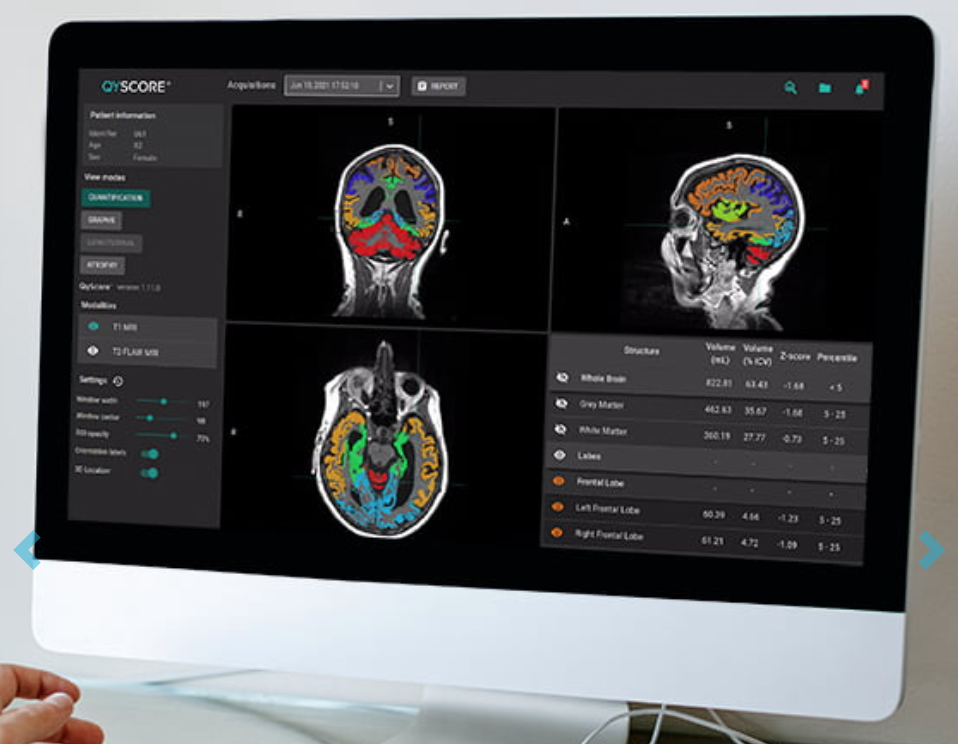 QYSCORE®
Acquisitions
Jun 10, 2021 17:52:10
REPORT
2
Patient information
Identifier
Age 82
Sex Female
View modes
QUANTIFICATION
GRAPHS
LONGITUDINAL
ATROPHY
QyScore® version 1.11.0
Modalities
T1 MRI
T2 FLAIR MRI
Settings
Window width 197
Window center 98
ROI opacity 70%
Orientation labels
3D Location
S
R
S
A
R
Structure Volume (mL) Volume (% ICV) Z-score Percentile
Whole Brain 822.81 63.43 -1.68 < 5
Grey Matter 462.63 35.67 -1.68 5 - 25
White Matter 360.19 27.77 -0.73 5 - 25
Lobes - - - -
Frontal Lobe - - - -
Left Frontal Lobe 60.39 4.66 -1.23 5 - 25
Right Frontal Lobe 61.21 4.72 -1.09 5 - 25